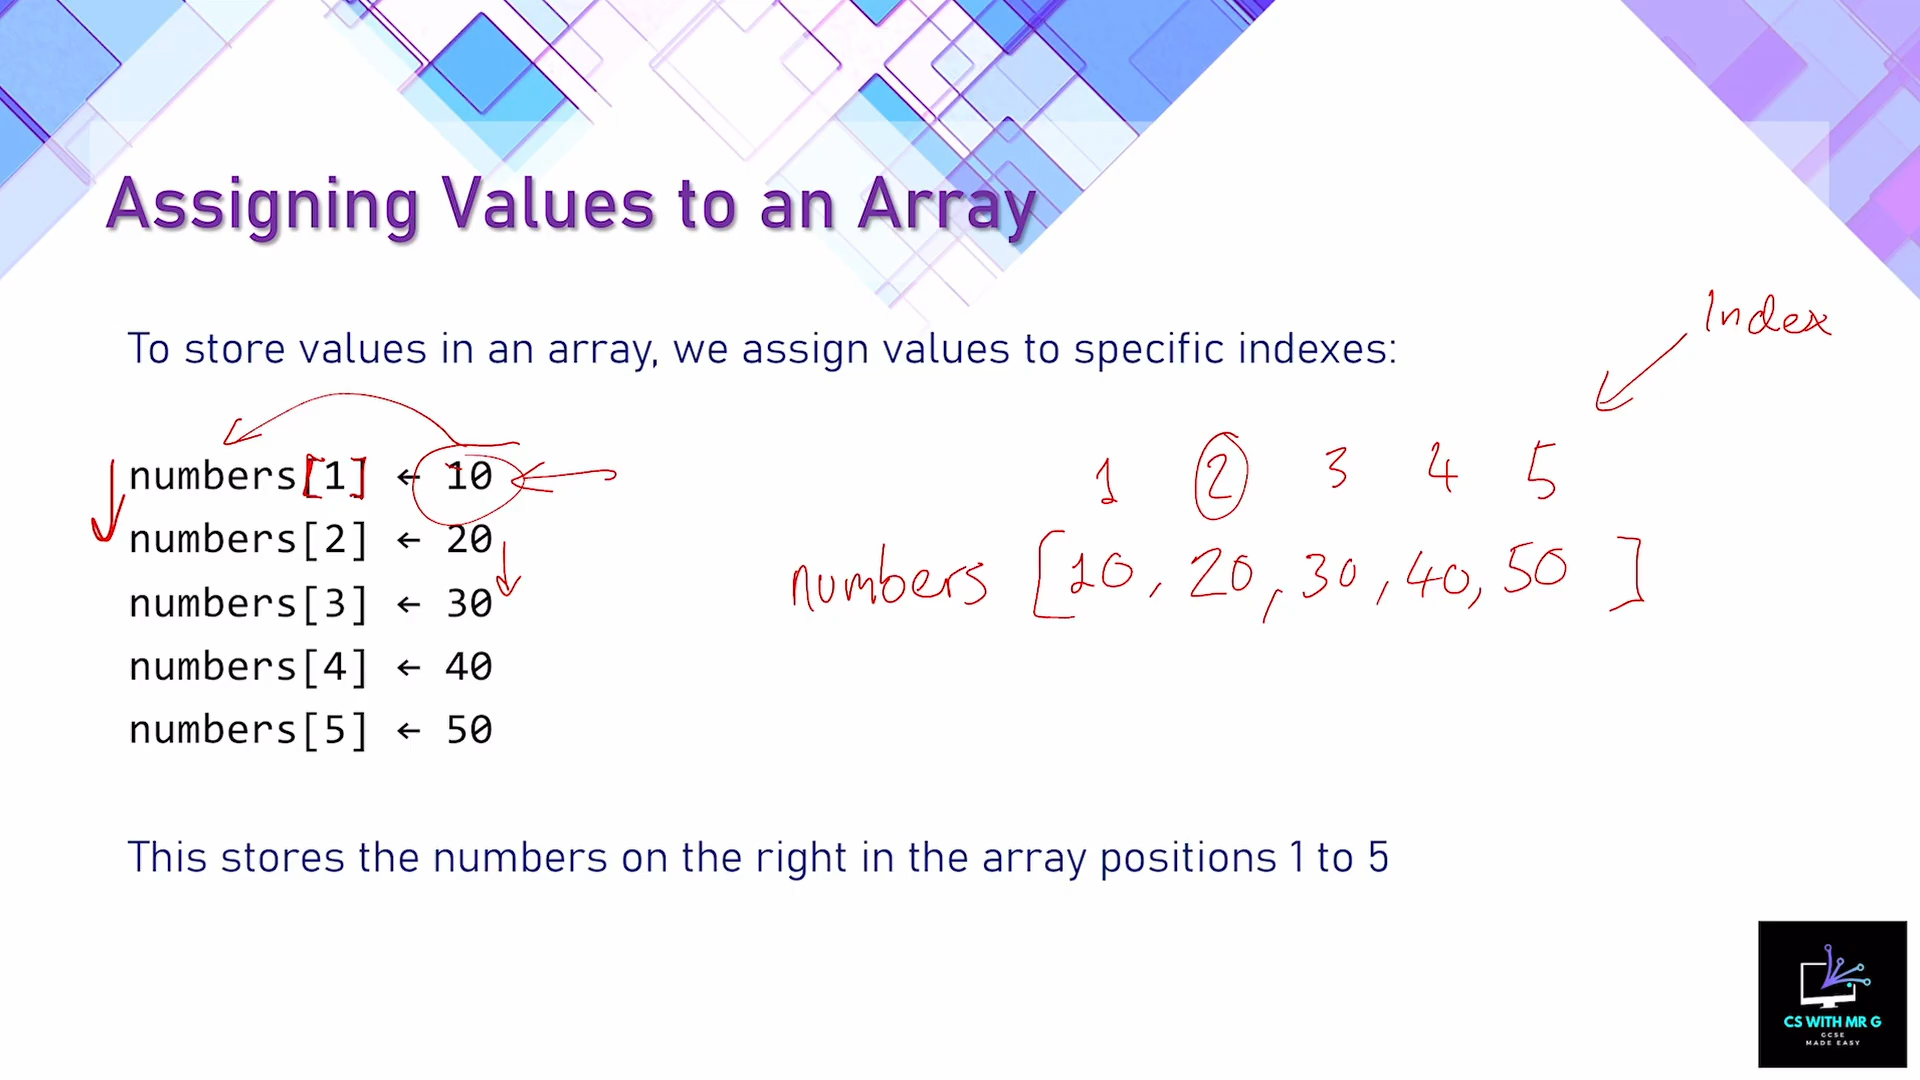 Assigning Values to an Array
To store values in an array, we assign values to specific indexes:
Index
numbers[1] ← 10
numbers[2] ← 20
numbers[3] ← 30
numbers[4] ← 40
numbers[5] ← 50
1 2 3 4 5
numbers [10, 20, 30, 40, 50 ]
This stores the numbers on the right in the array positions 1 to 5
CS WITH MR G
GCSE
MADE EASY